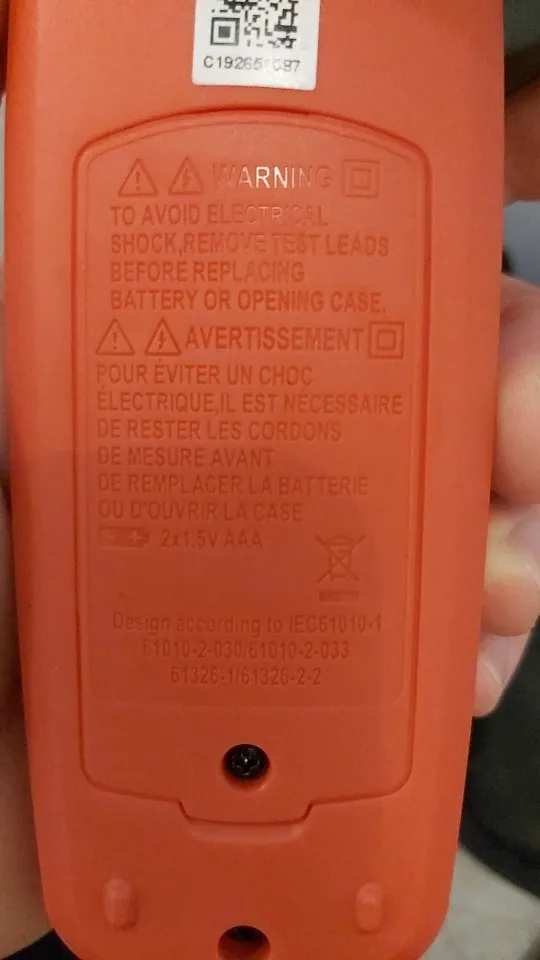 WARNING
TO AVOID ELECTRICAL
SHOCK,REMOVE TEST LEADS
BEFORE REPLACING
BATTERY OR OPENING CASE.
AVERTISSEMENT
POUR ÉVITER UN CHOC
ÉLECTRIQUE,IL EST NÉCESSAIRE
DE RESTER LES CORDONS
DE MESURE AVANT
DE REMPLACER LA BATTERIE
OU D'OUVRIR LA CASE
2x1.5V AAA
Design according to IEC61010-1
61010-2-030/61010-2-033
61326-1/61326-2-2